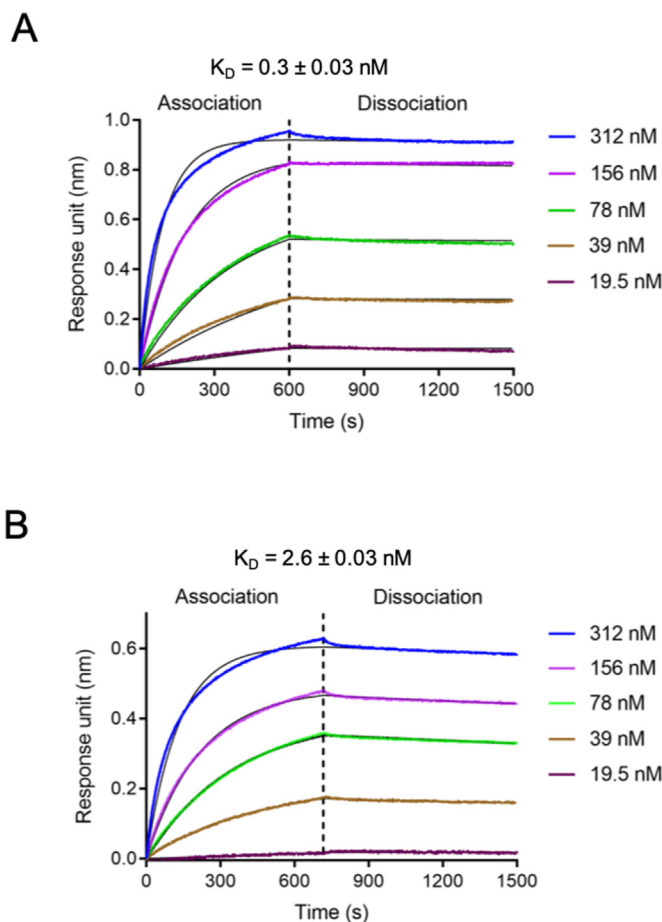 A
K_D = 0.3 ± 0.03 nM
Association Dissociation
Response unit (nm)
1.0
0.8
0.6
0.4
0.2
0.0
0 300 600 900 1200 1500
Time (s)
312 nM
156 nM
78 nM
39 nM
19.5 nM
B
K_D = 2.6 ± 0.03 nM
Association Dissociation
Response unit (nm)
0.6
0.4
0.2
0.0
0 300 600 900 1200 1500
Time (s)
312 nM
156 nM
78 nM
39 nM
19.5 nM